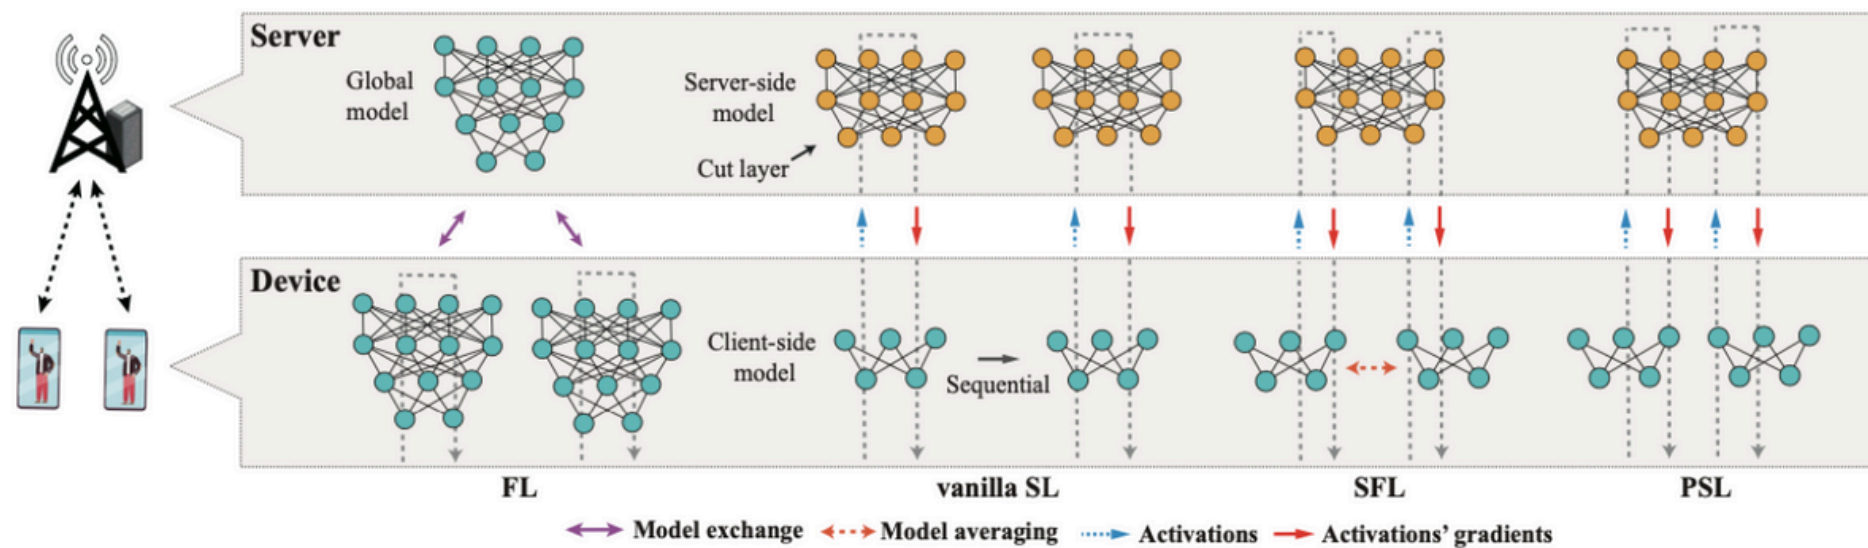 Server
Global
model
Server-side
model
Cut layer
Device
Client-side
model
Sequential
FL
vanilla SL
SFL
PSL
Model exchange
Model averaging
Activations
Activations' gradients